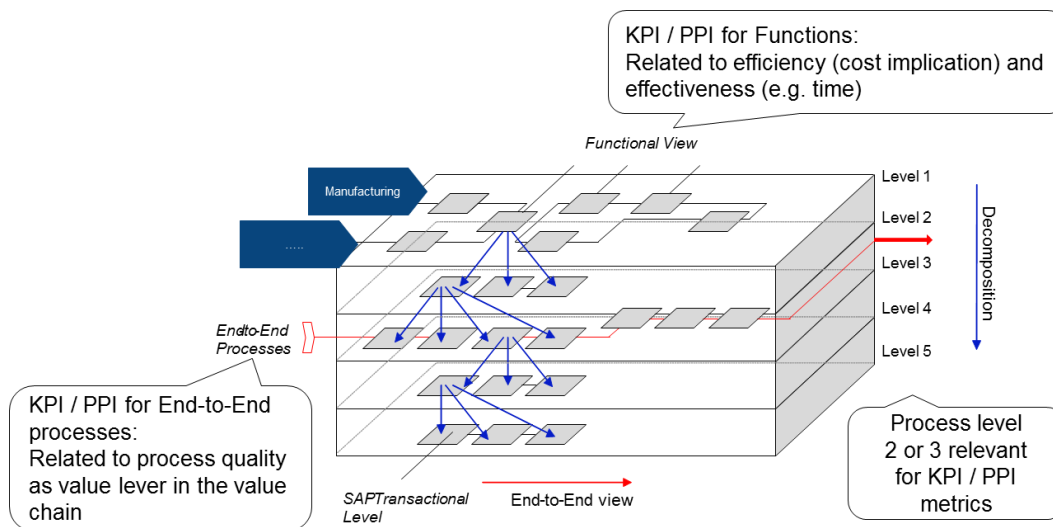 KPI / PPI for Functions:
Related to efficiency (cost implication) and
effectiveness (e.g. time)
Functional View
Manufacturing
.....
Level 1
Level 2
Level 3
Level 4
Level 5
Decomposition
End-to-End
Processes
KPI / PPI for End-to-End
processes:
Related to process quality
as value lever in the value
chain
Process level
2 or 3 relevant
for KPI / PPI
metrics
SAPTransactional
Level
End-to-End view